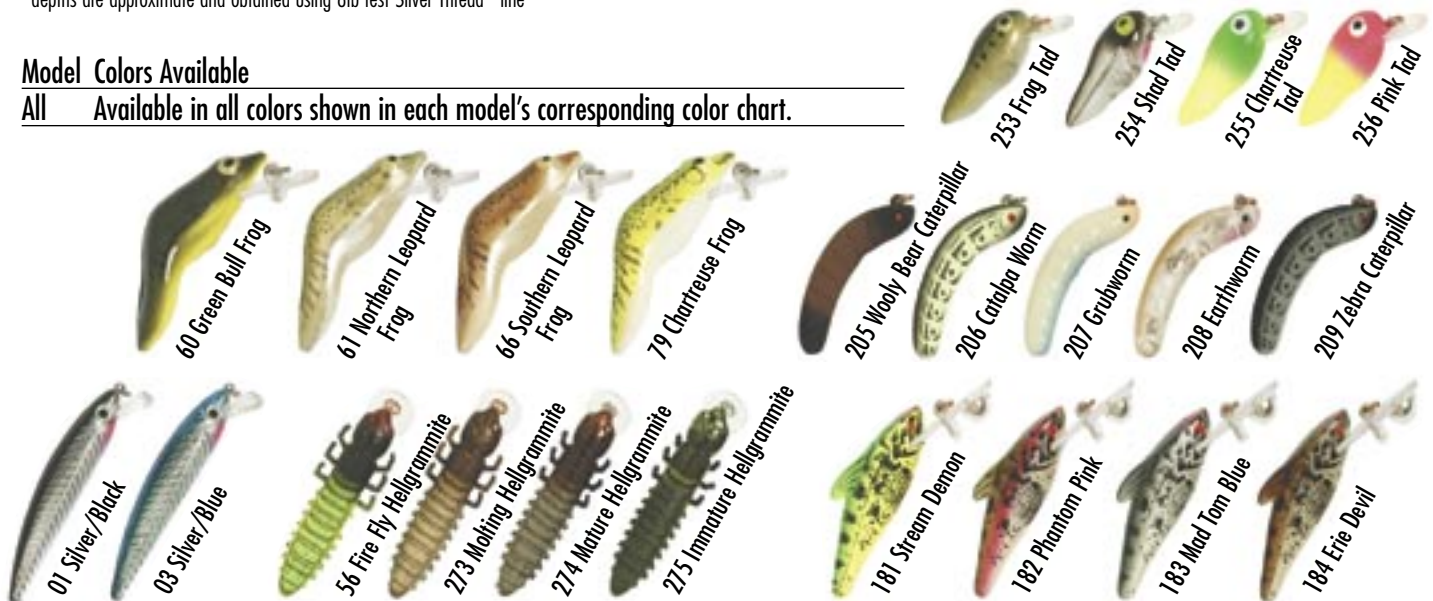 depths are approximate and obtained using 8lb test Silver Thread line
Model Colors Available
All Available in all colors shown in each model's corresponding color chart.
253 Frog Tad
254 Shad Tad
255 Chartreuse
Tad
256 Pink Tad
60 Green Bull Frog
61 Northern Leopard
Frog
66 Southern Leopard
Frog
79 Chartreuse Frog
205 Wooly Bear Caterpillar
206 Catalpa Worm
207 Grubworm
208 Earthworm
209 Zebra Caterpillar
01 Silver/Black
03 Silver/Blue
56 Fire Fly Hellgrammite
273 Molting Hellgrammite
274 Mature Hellgrammite
275 Immature Hellgrammite
181 Stream Demon
182 Phantom Pink
183 Mad Tom Blue
184 Erie Devil